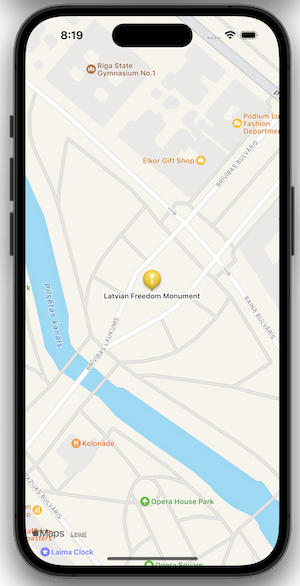 8:19
Riga State
Gymnasium No.1
Podium Lu
Fashion
Departme
Elkor Gift Shop
BRĪVĪBAS BULVĀRIS
Latvian Freedom Monument
RAIŅA BULVĀRIS
Pilsētas kanāls
BRĪVĪBAS LAUKUMS
Kolonāde
Opera House Park
Maps
Legal
Laima Clock
Opera Square